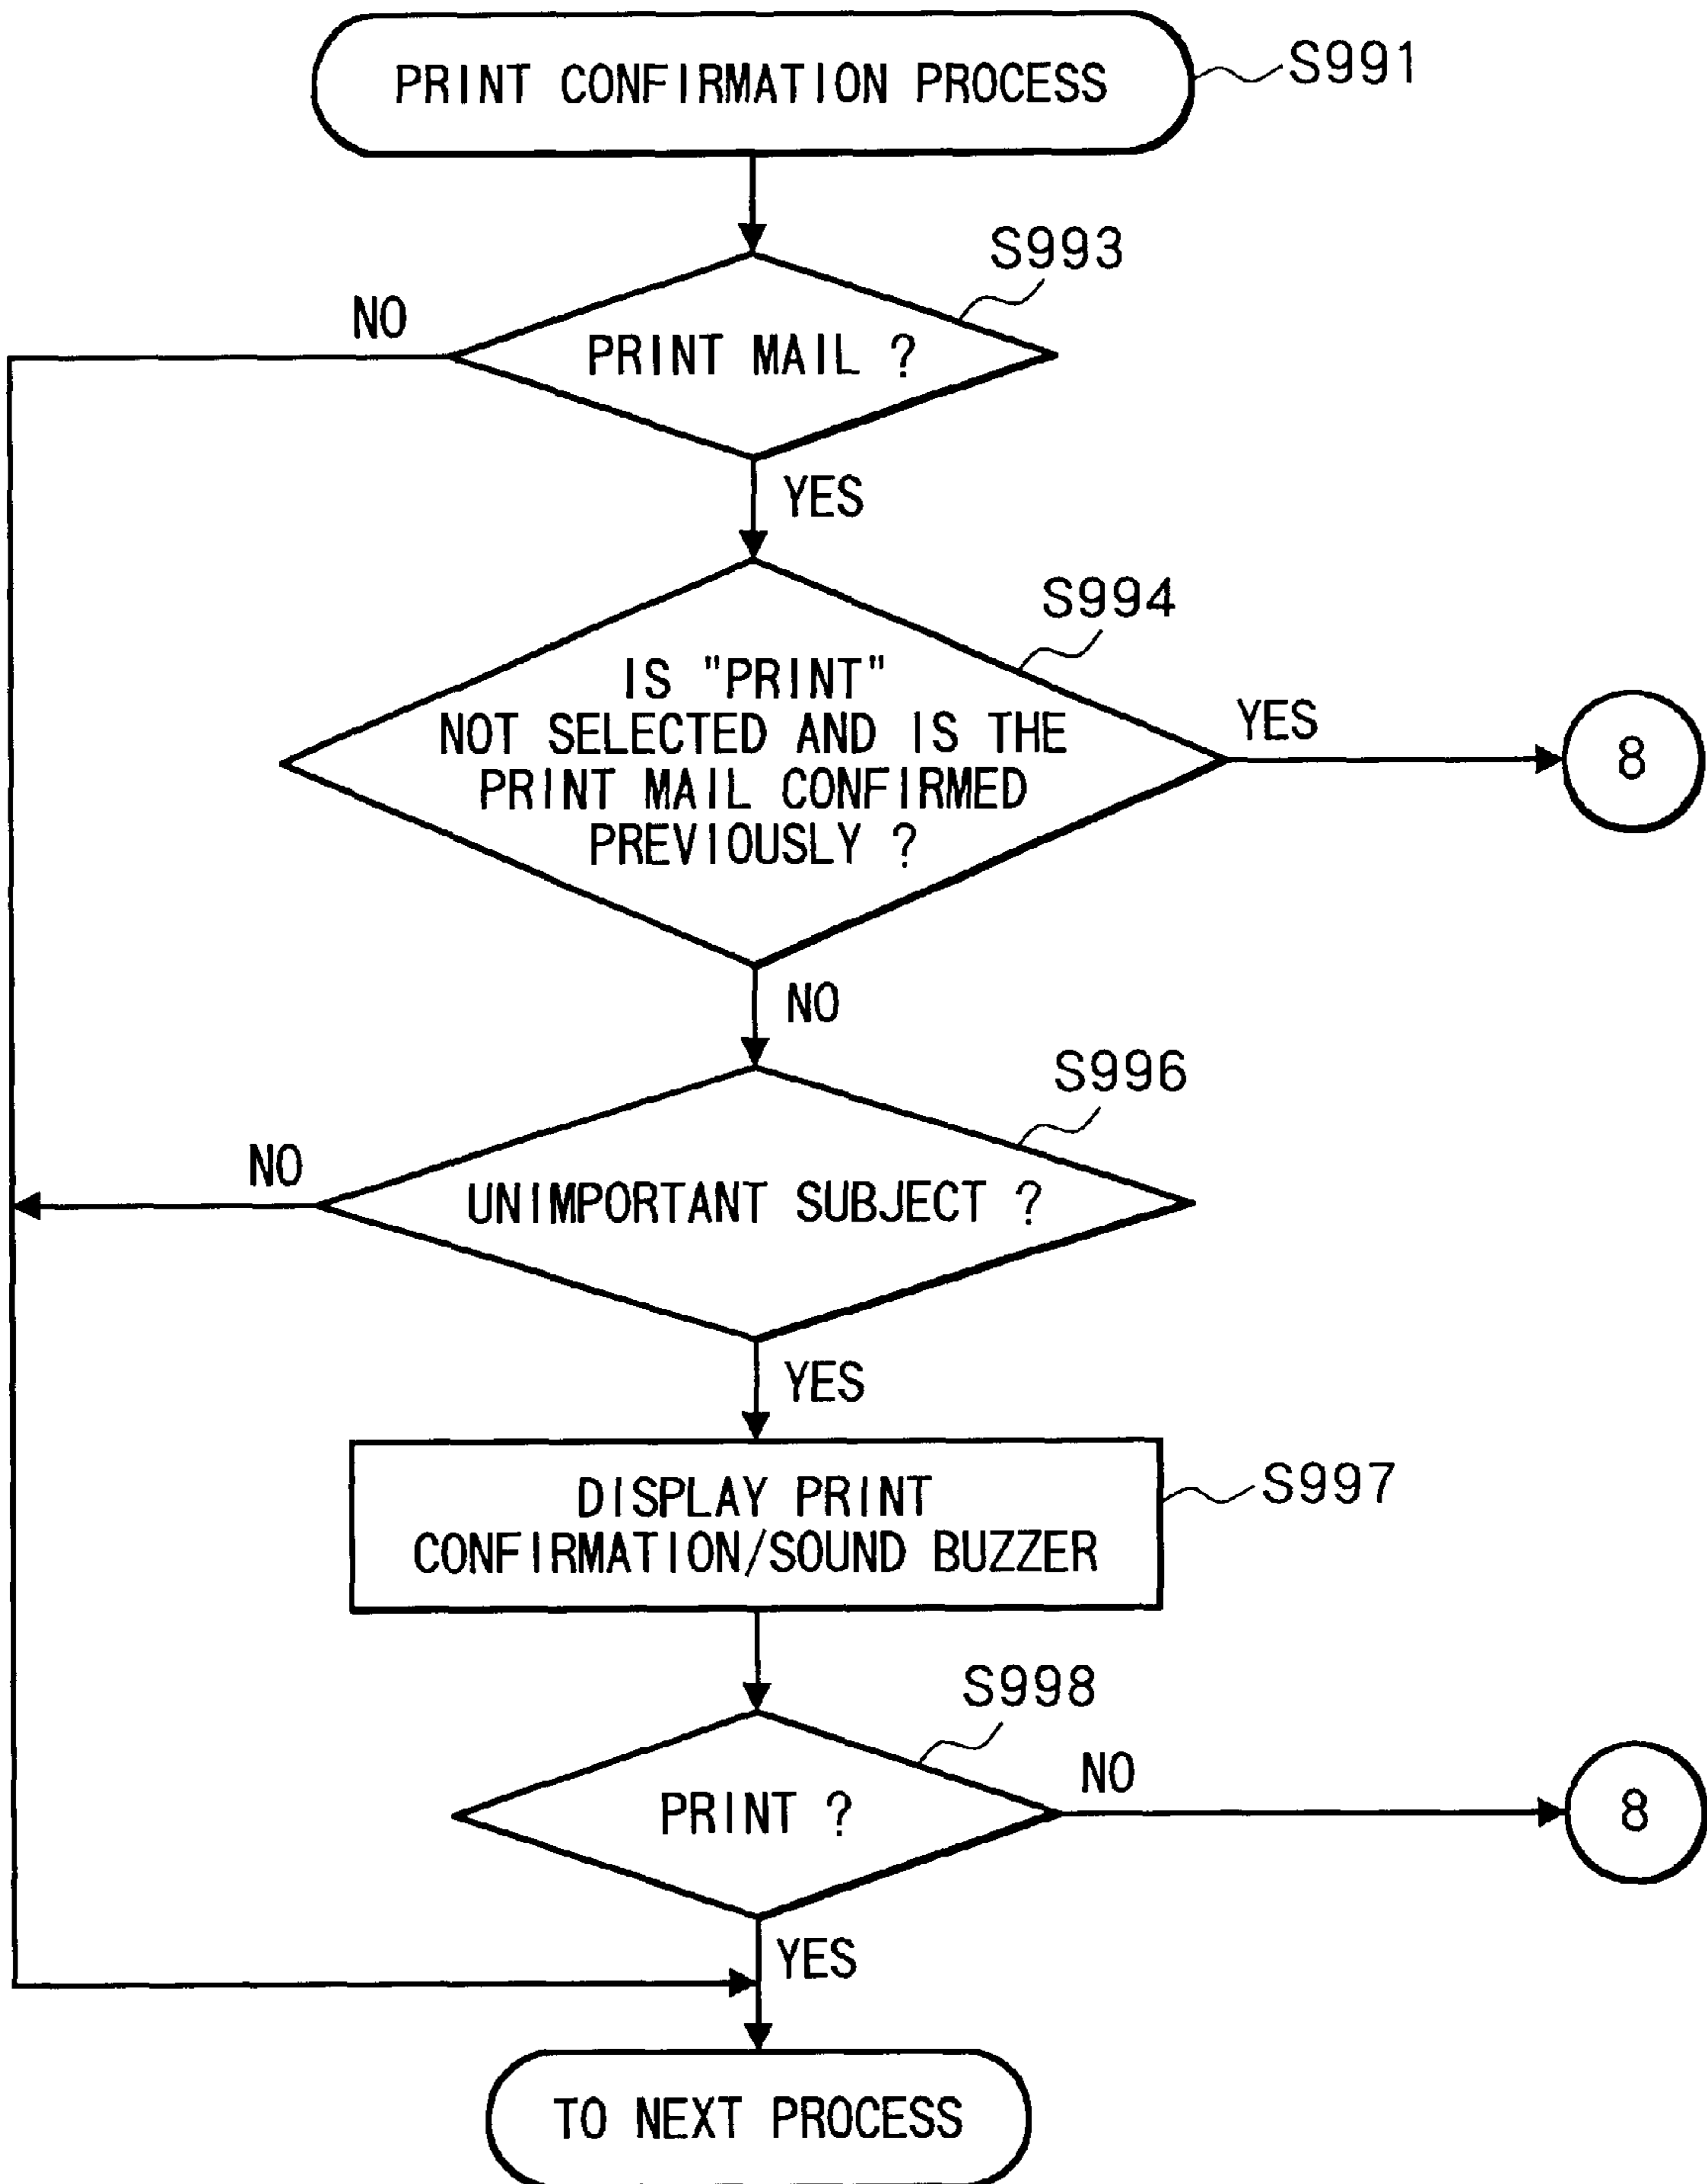 PRINT CONFIRMATION PROCESS
S991
S993
NO
PRINT MAIL ?
YES
S994
IS "PRINT"
NOT SELECTED AND IS THE
PRINT MAIL CONFIRMED
PREVIOUSLY ?
YES
8
NO
S996
NO
UNIMPORTANT SUBJECT ?
YES
DISPLAY PRINT
CONFIRMATION/SOUND BUZZER
S997
S998
PRINT ?
NO
8
YES
TO NEXT PROCESS